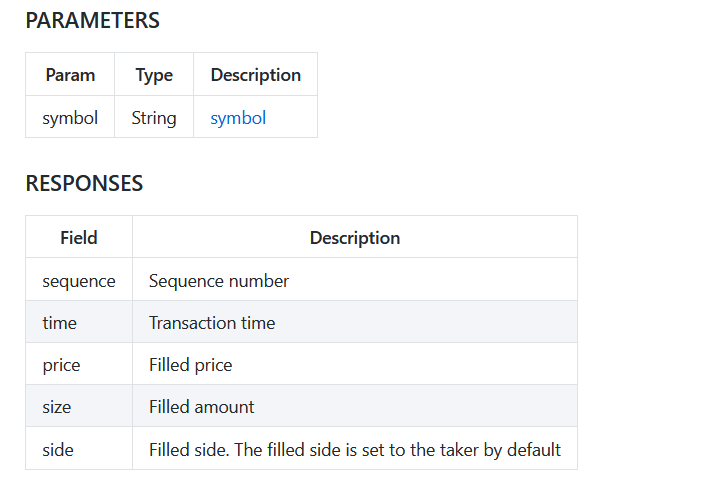 PARAMETERS
Param Type Description
symbol String symbol
RESPONSES
Field Description
sequence Sequence number
time Transaction time
price Filled price
size Filled amount
side Filled side. The filled side is set to the taker by default